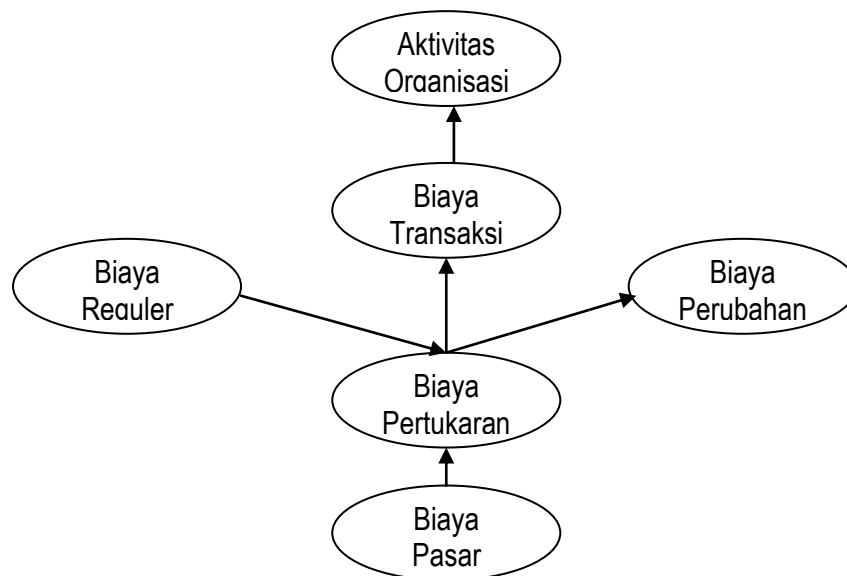 Aktivitas
Organisasi
Biaya
Transaksi
Biaya
Reguler
Biaya
Perubahan
Biaya
Pertukaran
Biaya
Pasar